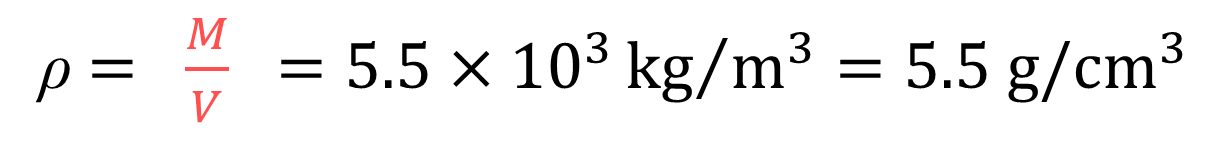 ρ = M/V = 5.5 × 10³ kg/m³ = 5.5 g/cm³